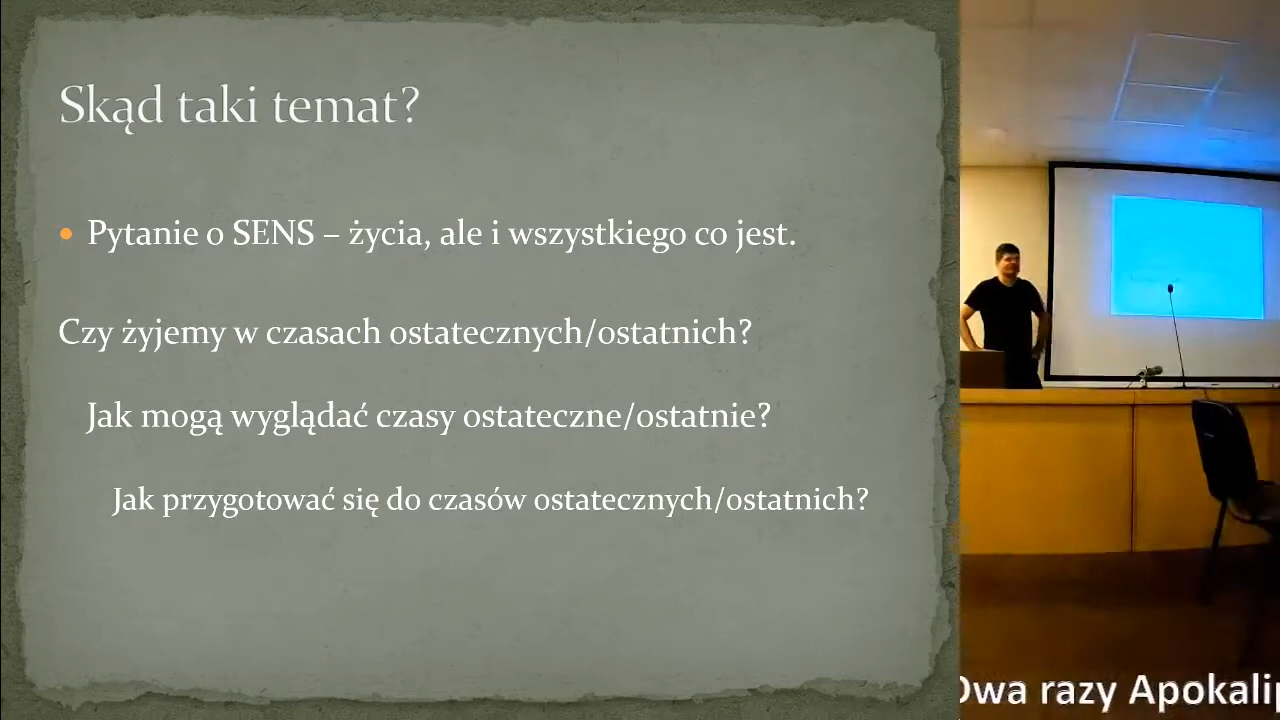 Skąd taki temat?
• Pytanie o SENS – życia, ale i wszystkiego co jest.
Czy żyjemy w czasach ostatecznych/ostatnich?
Jak mogą wyglądać czasy ostateczne/ostatnie?
Jak przygotować się do czasów ostatecznych/ostatnich?
Dwa razy Apokalip